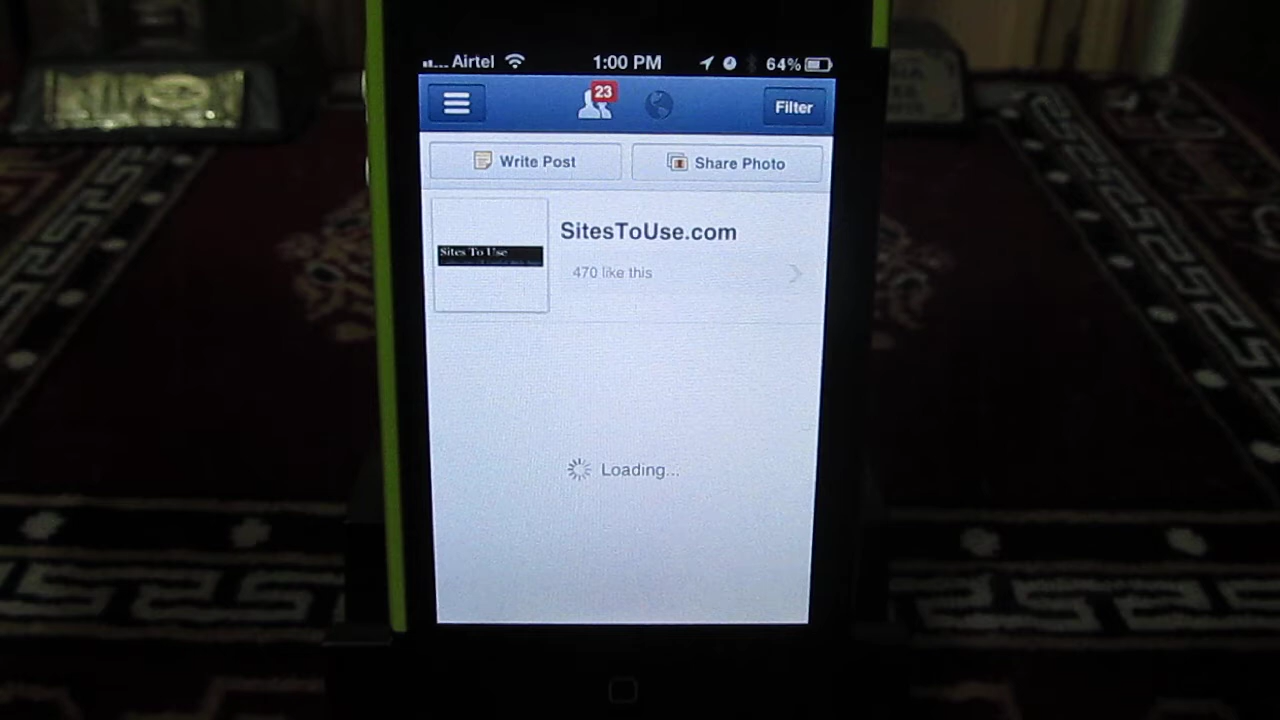 Airtel 1:00 PM 64%
23
Filter
Write Post Share Photo
SitesToUse.com
Sites To Use
470 like this
Loading...